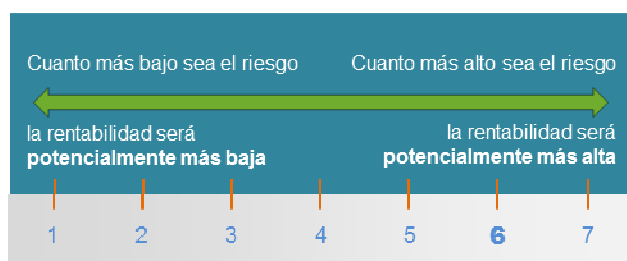 Cuanto más bajo sea el riesgo
Cuanto más alto sea el riesgo
la rentabilidad será
potencialmente más baja
la rentabilidad será
potencialmente más alta
1 2 3 4 5 6 7